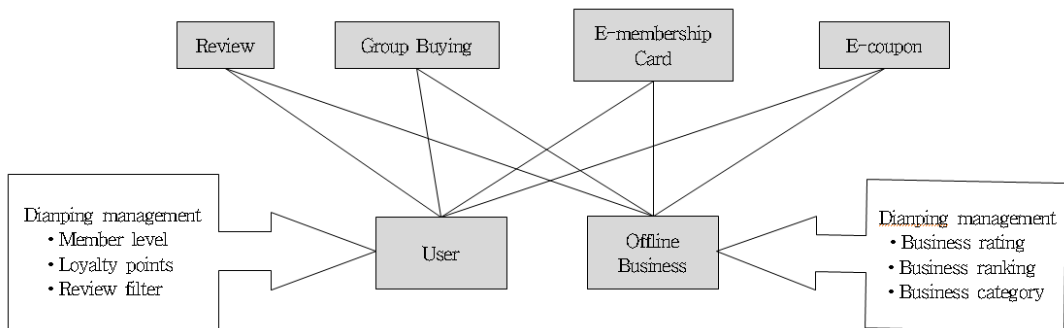 Review
Group Buying
E-membership
Card
E-coupon
Dianping management
• Member level
• Loyalty points
• Review filter
User
Offline
Business
Dianping management
• Business rating
• Business ranking
• Business category